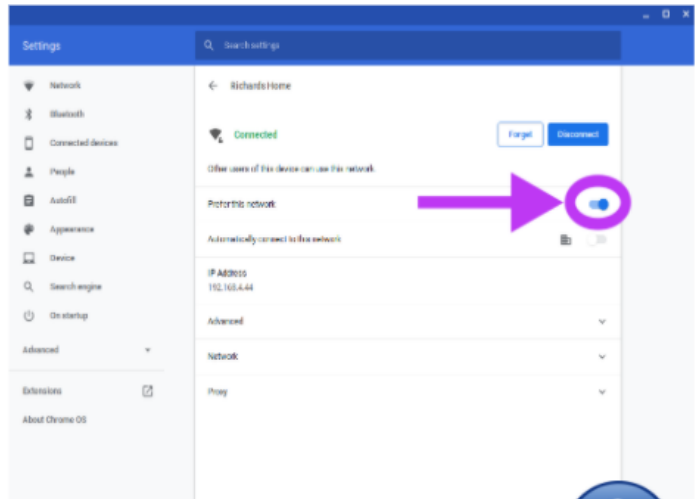 Settings
Search settings
Network
Bluetooth
Connected devices
People
Autofill
Appearance
Device
Search engine
On startup
Advanced
Extensions
About Chrome OS
Richards Home
Connected
Forget
Disconnect
Other users of this device can use this network
Prefer this network
Automatically connect to this network
IP Address
192.168.4.44
Advanced
Network
Proxy